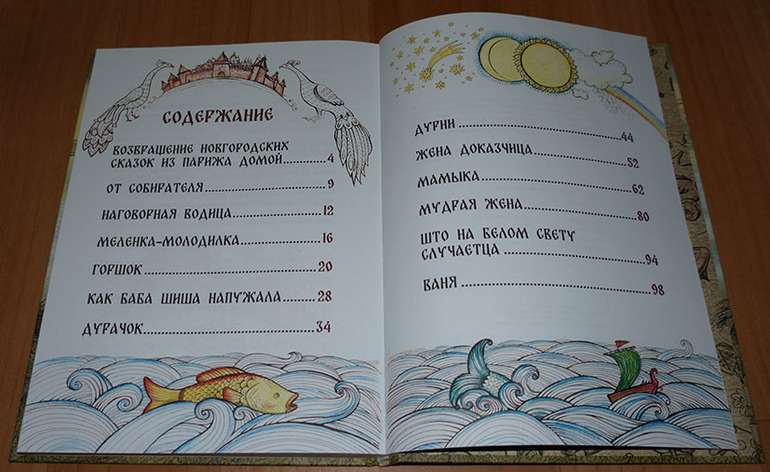 СОДЕРЖАНИЕ
ВОЗВРАЩЕНИЕ НОВГОРОДСКИХ
СКАЗОК ИЗ ПАРИЖА ДОМОЙ..........4
ОТ СОБИРАТЕЛЯ..........9
НАГОВОРНАЯ ВОДИЦА..........12
МЕЛЕНКА-МОЛОДИЛКА..........16
ГОРШОК..........20
КАК БАБА ШИША НАПУЖАЛА..........28
ДУРАЧОК..........34
ДУРНИ..........44
ЖЕНА ДОКАЗЧИЦА..........52
МАМЫКА..........62
МУДРАЯ ЖЕНА..........80
ШТО НА БЕЛОМ СВЕТУ
СЛУЧАЕТЦА..........94
ВАНЯ..........98